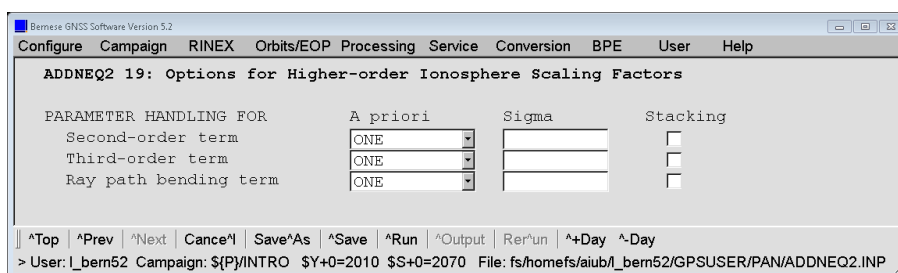 Bernese GNSS Software Version 5.2
Configure Campaign RINEX Orbits/EOP Processing Service Conversion BPE User Help
ADDNEQ2 19: Options for Higher-order Ionosphere Scaling Factors
PARAMETER HANDLING FOR A priori Sigma Stacking
Second-order term ONE
Third-order term ONE
Ray path bending term ONE
^Top ^Prev ^Next Cance^l Save^As ^Save ^Run ^Output Rer^un ^+Day ^-Day
> User: l_bern52 Campaign: ${P}/INTRO $Y+0=2010 $S+0=2070 File: fs/homefs/aiub/l_bern52/GPSUSER/PAN/ADDNEQ2.INP